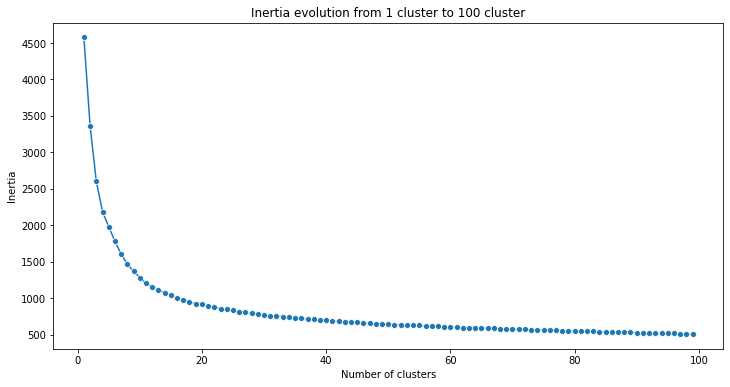 Inertia evolution from 1 cluster to 100 cluster
4500
4000
3500
3000
2500
2000
1500
1000
500
Inertia
0 20 40 60 80 100
Number of clusters